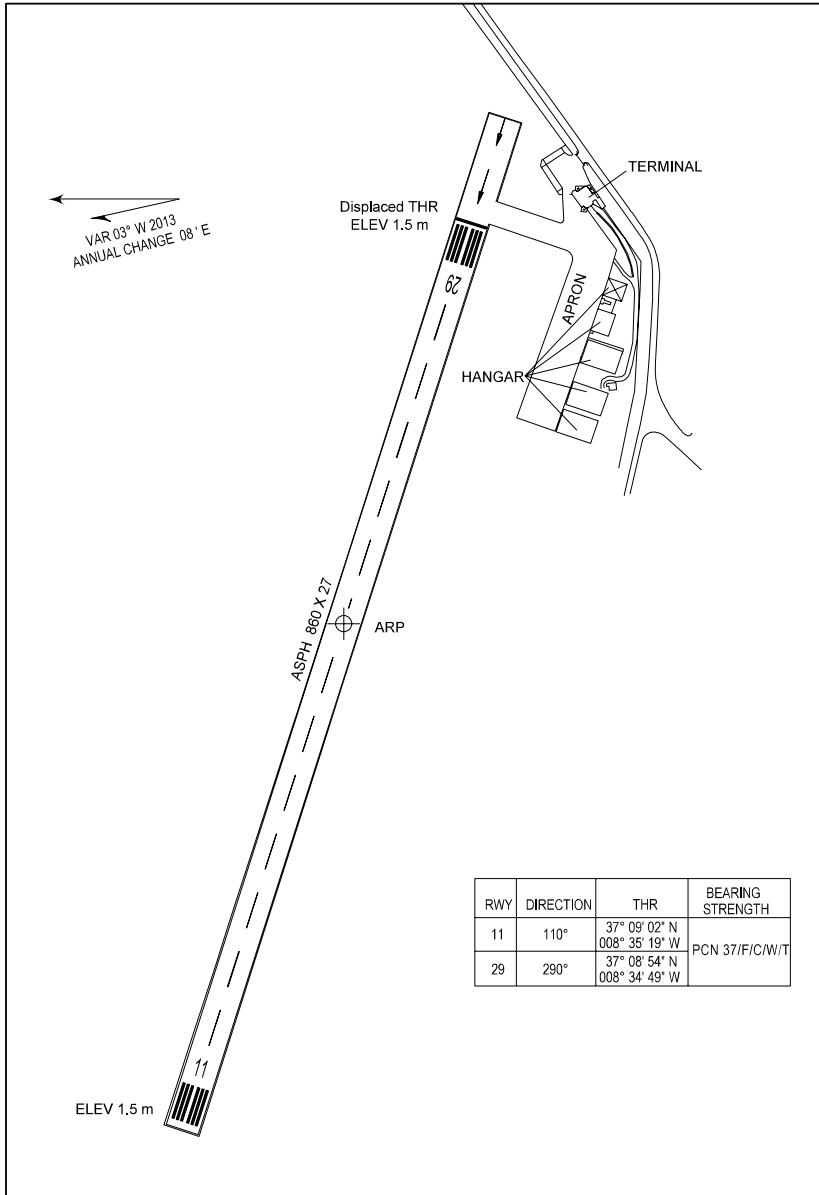 TERMINAL
Displaced THR
ELEV 1.5 m
VAR 03° W 2013
ANNUAL CHANGE 08' E
29
APRON
HANGAR
ASPH 860 X 27
ARP
RWY DIRECTION THR BEARING STRENGTH
11 110° 37° 09' 02" N
008° 35' 19" W
PCN 37/F/C/W/T
29 290° 37° 08' 54" N
008° 34' 49" W
11
ELEV 1.5 m